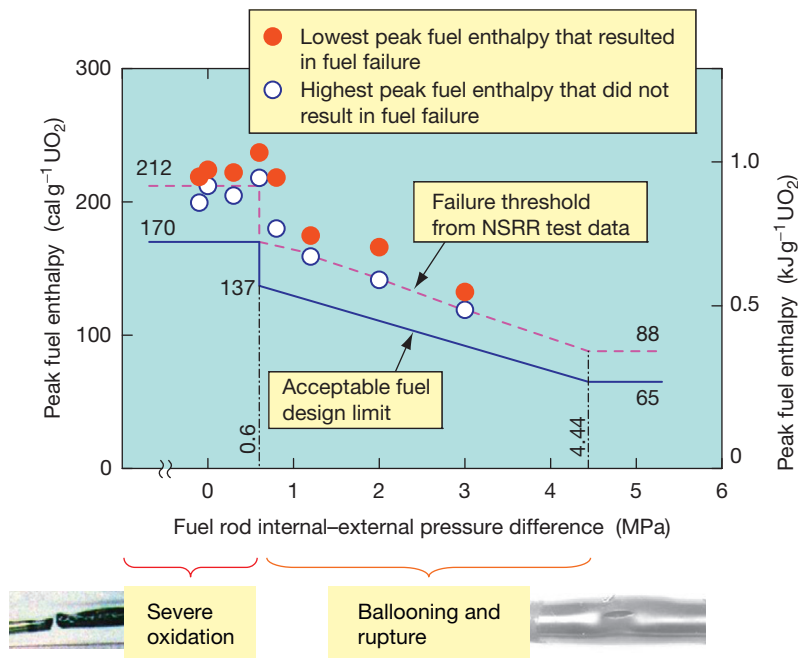 Lowest peak fuel enthalpy that resulted
in fuel failure
Highest peak fuel enthalpy that did not
result in fuel failure
300
200
100
0
212
170
137
Peak fuel enthalpy (cal g⁻¹ UO₂)
1.0
0.5
0
Peak fuel enthalpy (kJ g⁻¹ UO₂)
Failure threshold
from NSRR test data
Acceptable fuel
design limit
88
65
0.6
4.44
0 1 2 3 4 5 6
Fuel rod internal–external pressure difference (MPa)
Severe
oxidation
Ballooning and
rupture